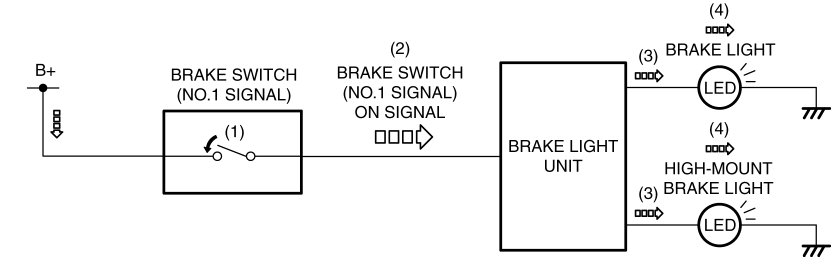 B+
BRAKE SWITCH
(NO.1 SIGNAL)
(1)
(2)
BRAKE SWITCH
(NO.1 SIGNAL)
ON SIGNAL
BRAKE LIGHT
UNIT
(3)
(4)
BRAKE LIGHT
LED
(3)
(4)
HIGH-MOUNT
BRAKE LIGHT
LED